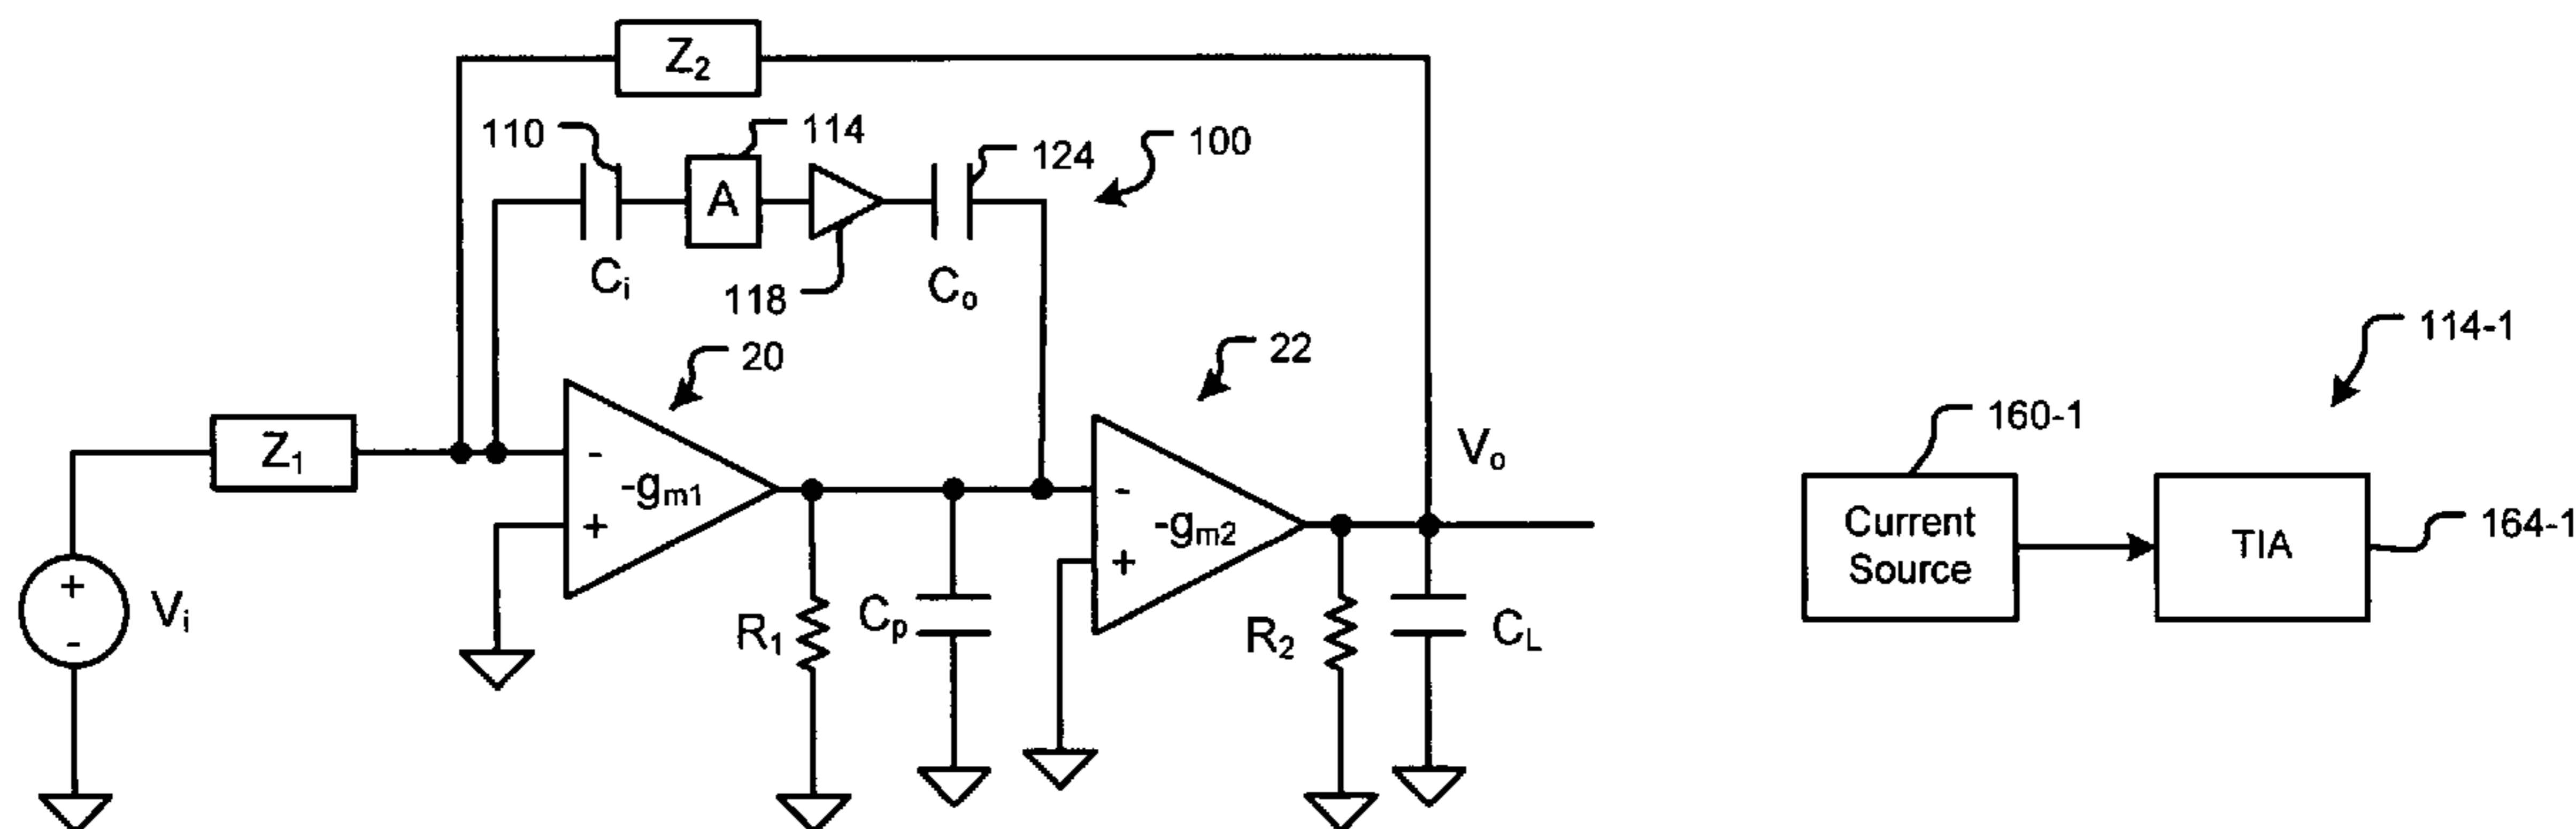 Z₂
110
114
A
124
100
Cᵢ
118
Cₒ
20
22
114-1
Z₁
-
-gₘ₁
+
-
-gₘ₂
+
Vₒ
160-1
Current
Source
TIA
164-1
+
-
Vᵢ
R₁
Cₚ
R₂
C_L